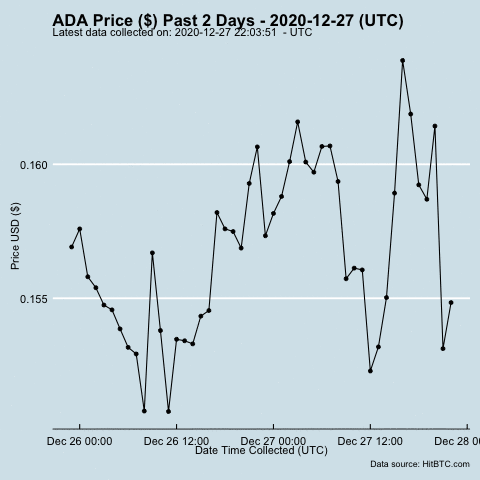 ADA Price ($) Past 2 Days - 2020-12-27 (UTC)
Latest data collected on: 2020-12-27 22:03:51 - UTC
0.160
0.155
Price USD ($)
Dec 26 00:00 Dec 26 12:00 Dec 27 00:00 Dec 27 12:00 Dec 28 0
Date Time Collected (UTC)
Data source: HitBTC.com